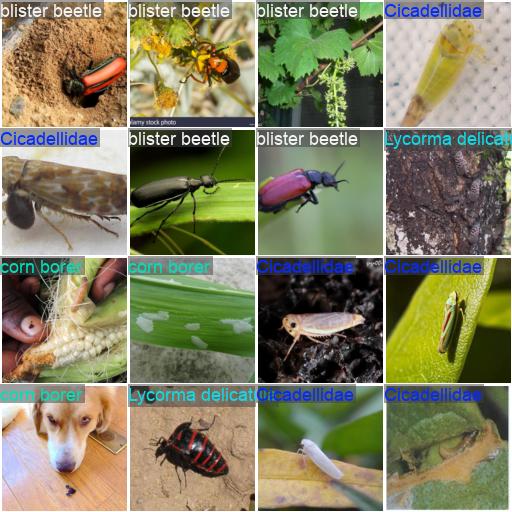 blister beetle
blister beetle
blister beetle
Cicadellidae
alamy stock photo
Cicadellidae
blister beetle
blister beetle
Lycorma delicat
corn borer
corn borer
Cicadellidae
Cicadellidae
corn borer
Lycorma delicat
Cicadellidae
Cicadellidae